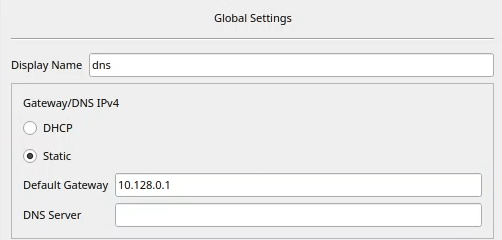 Global Settings
Display Name dns
Gateway/DNS IPv4
DHCP
Static
Default Gateway 10.128.0.1
DNS Server